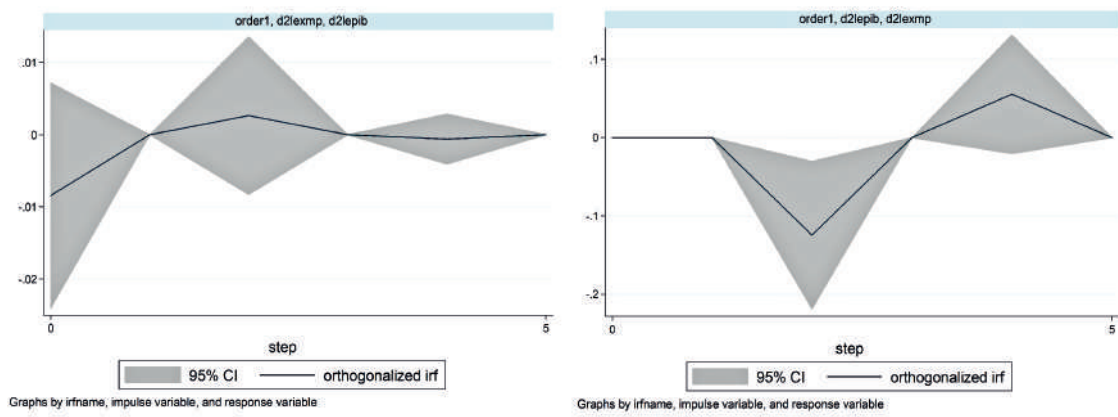 order1, d2lexmp, d2lepib
.01
0
-.01
-.02
0
5
step
95% CI
orthogonalized irf
Graphs by irfname, impulse variable, and response variable
order1, d2lepib, d2lexmp
.1
0
-.1
-.2
0
5
step
95% CI
orthogonalized irf
Graphs by irfname, impulse variable, and response variable